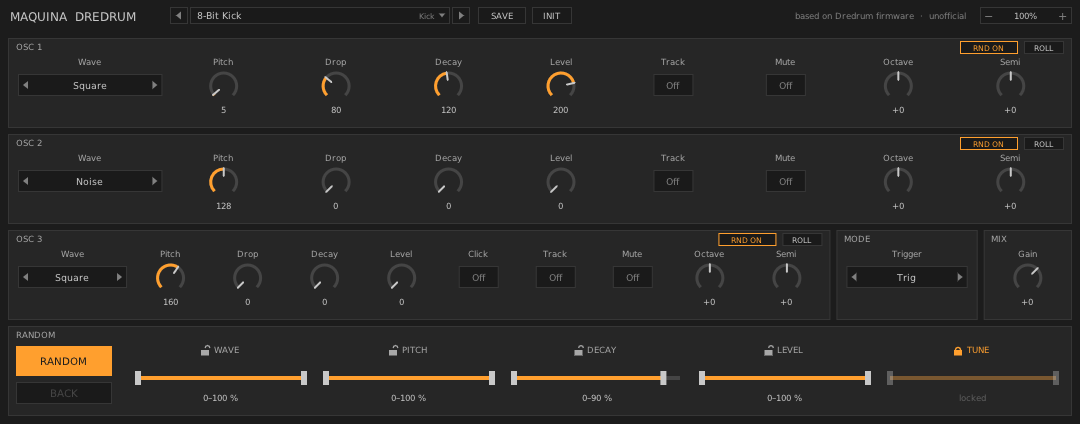 MAQUINA DREDRUM
8-Bit Kick Kick
SAVE INIT
based on Dredrum firmware · unofficial
− 100% +
OSC 1
RND ON ROLL
Wave Pitch Drop Decay Level Track Mute Octave Semi
Square Off Off
5 80 120 200 +0 +0
OSC 2
RND ON ROLL
Wave Pitch Drop Decay Level Track Mute Octave Semi
Noise Off Off
128 0 0 0 +0 +0
OSC 3
RND ON ROLL
Wave Pitch Drop Decay Level Click Track Mute Octave Semi
Square Off Off Off
160 0 0 0 +0 +0
MODE
Trigger
Trig
MIX
Gain
+0
RANDOM
RANDOM
BACK
WAVE PITCH DECAY LEVEL TUNE
0–100 % 0–100 % 0–90 % 0–100 % locked